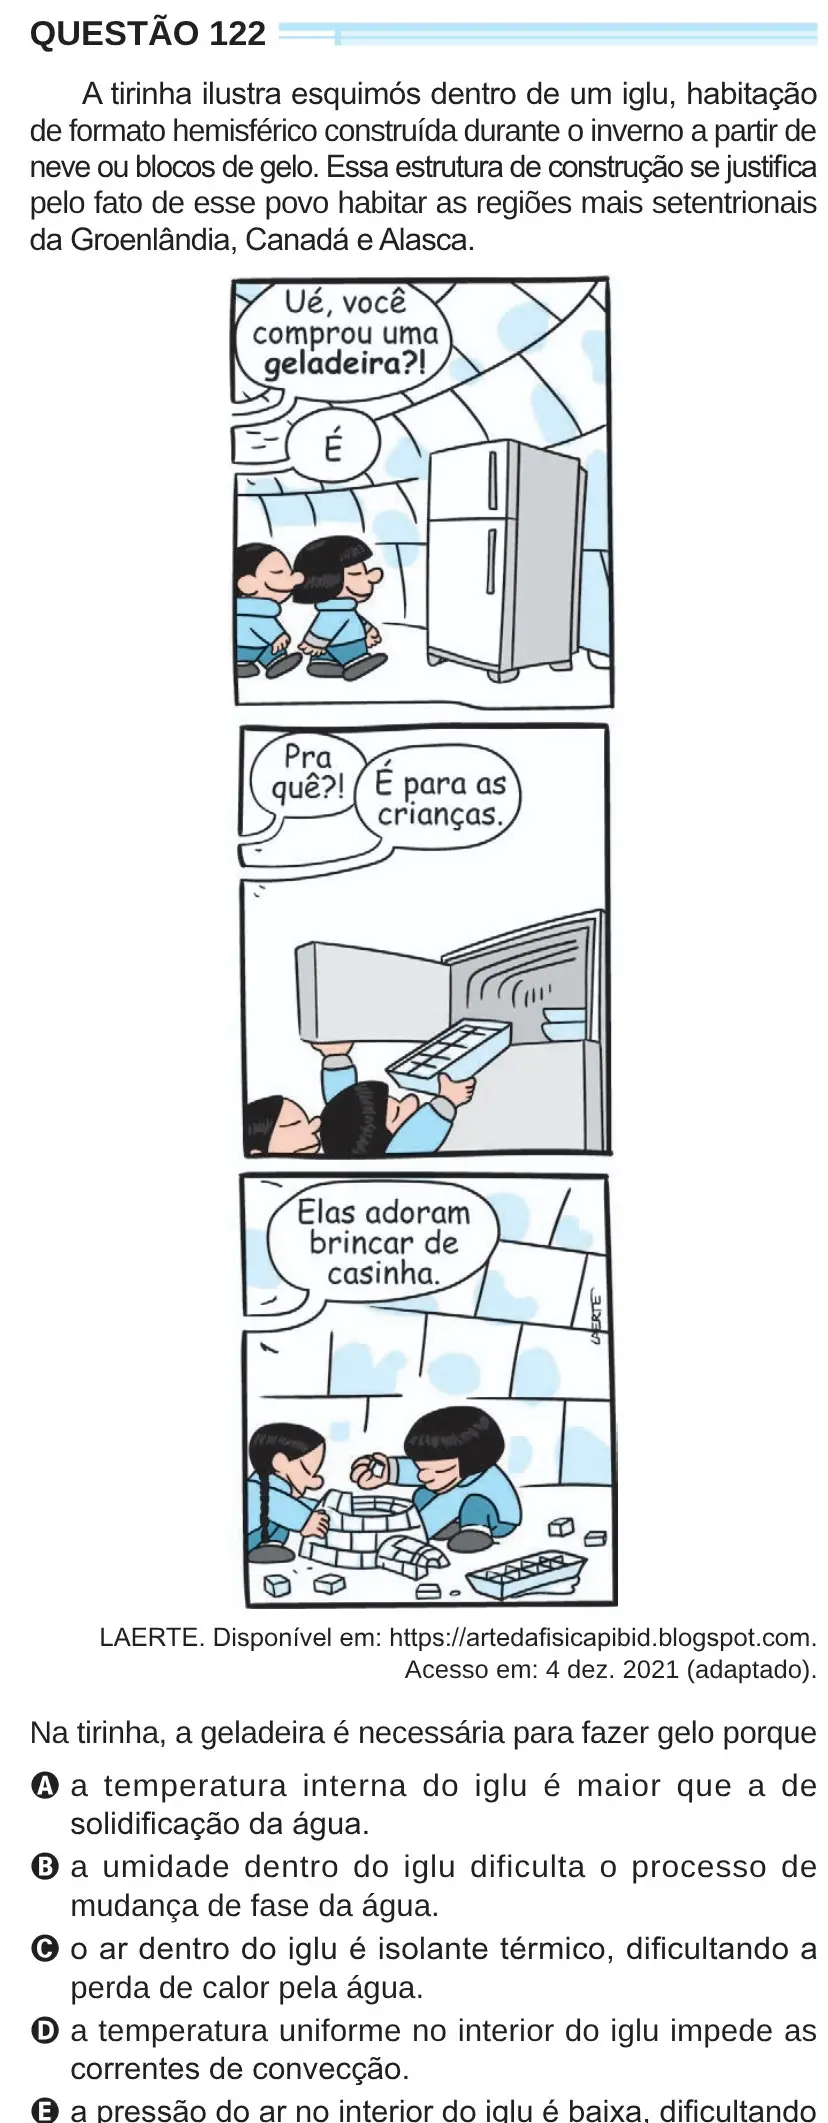 QUESTÃO 122
A tirinha ilustra esquimós dentro de um iglu, habitação
de formato hemisférico construída durante o inverno a partir de
neve ou blocos de gelo. Essa estrutura de construção se justifica
pelo fato de esse povo habitar as regiões mais setentrionais
da Groenlândia, Canadá e Alasca.
Ué, você
comprou uma
geladeira?!
É
Pra
quê?!
É para as
crianças.
Elas adoram
brincar de
casinha.
LAERTE
LAERTE. Disponível em: https://artedafisicapibid.blogspot.com.
Acesso em: 4 dez. 2021 (adaptado).
Na tirinha, a geladeira é necessária para fazer gelo porque
A a temperatura interna do iglu é maior que a de
solidificação da água.
B a umidade dentro do iglu dificulta o processo de
mudança de fase da água.
C o ar dentro do iglu é isolante térmico, dificultando a
perda de calor pela água.
D a temperatura uniforme no interior do iglu impede as
correntes de convecção.
E a pressão do ar no interior do iglu é baixa, dificultando